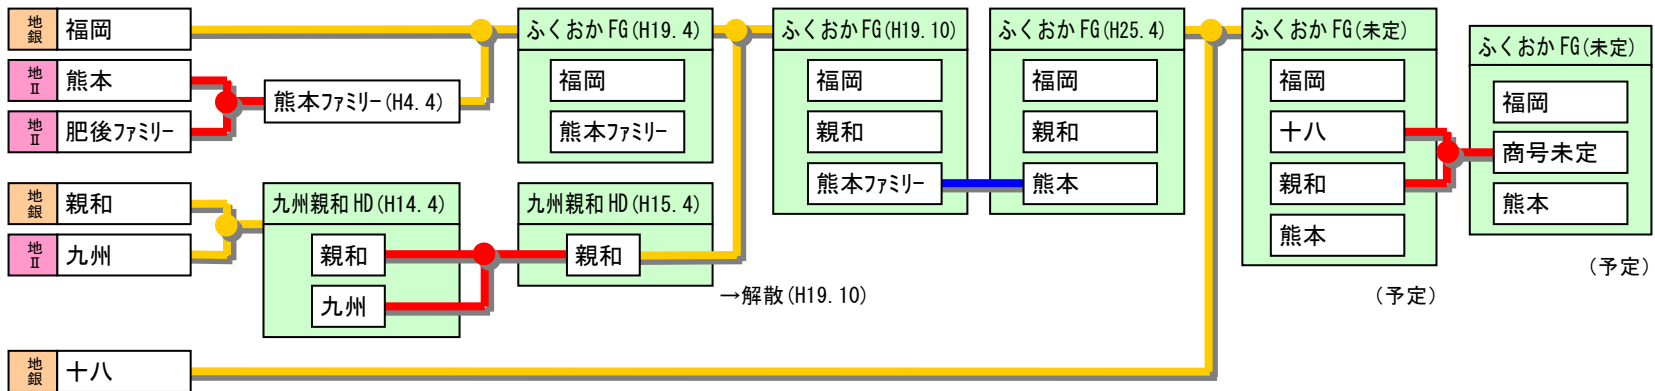 地銀 福岡
地Ⅱ 熊本
地Ⅱ 肥後ファミリー
熊本ファミリー(H4.4)
ふくおかFG(H19.4)
福岡
熊本ファミリー
地銀 親和
地Ⅱ 九州
九州親和HD(H14.4)
親和
九州
九州親和HD(H15.4)
親和
→解散(H19.10)
ふくおかFG(H19.10)
福岡
親和
熊本ファミリー
ふくおかFG(H25.4)
福岡
親和
熊本
地銀 十八
ふくおかFG(未定)
福岡
十八
親和
熊本
(予定)
ふくおかFG(未定)
福岡
商号未定
熊本
(予定)